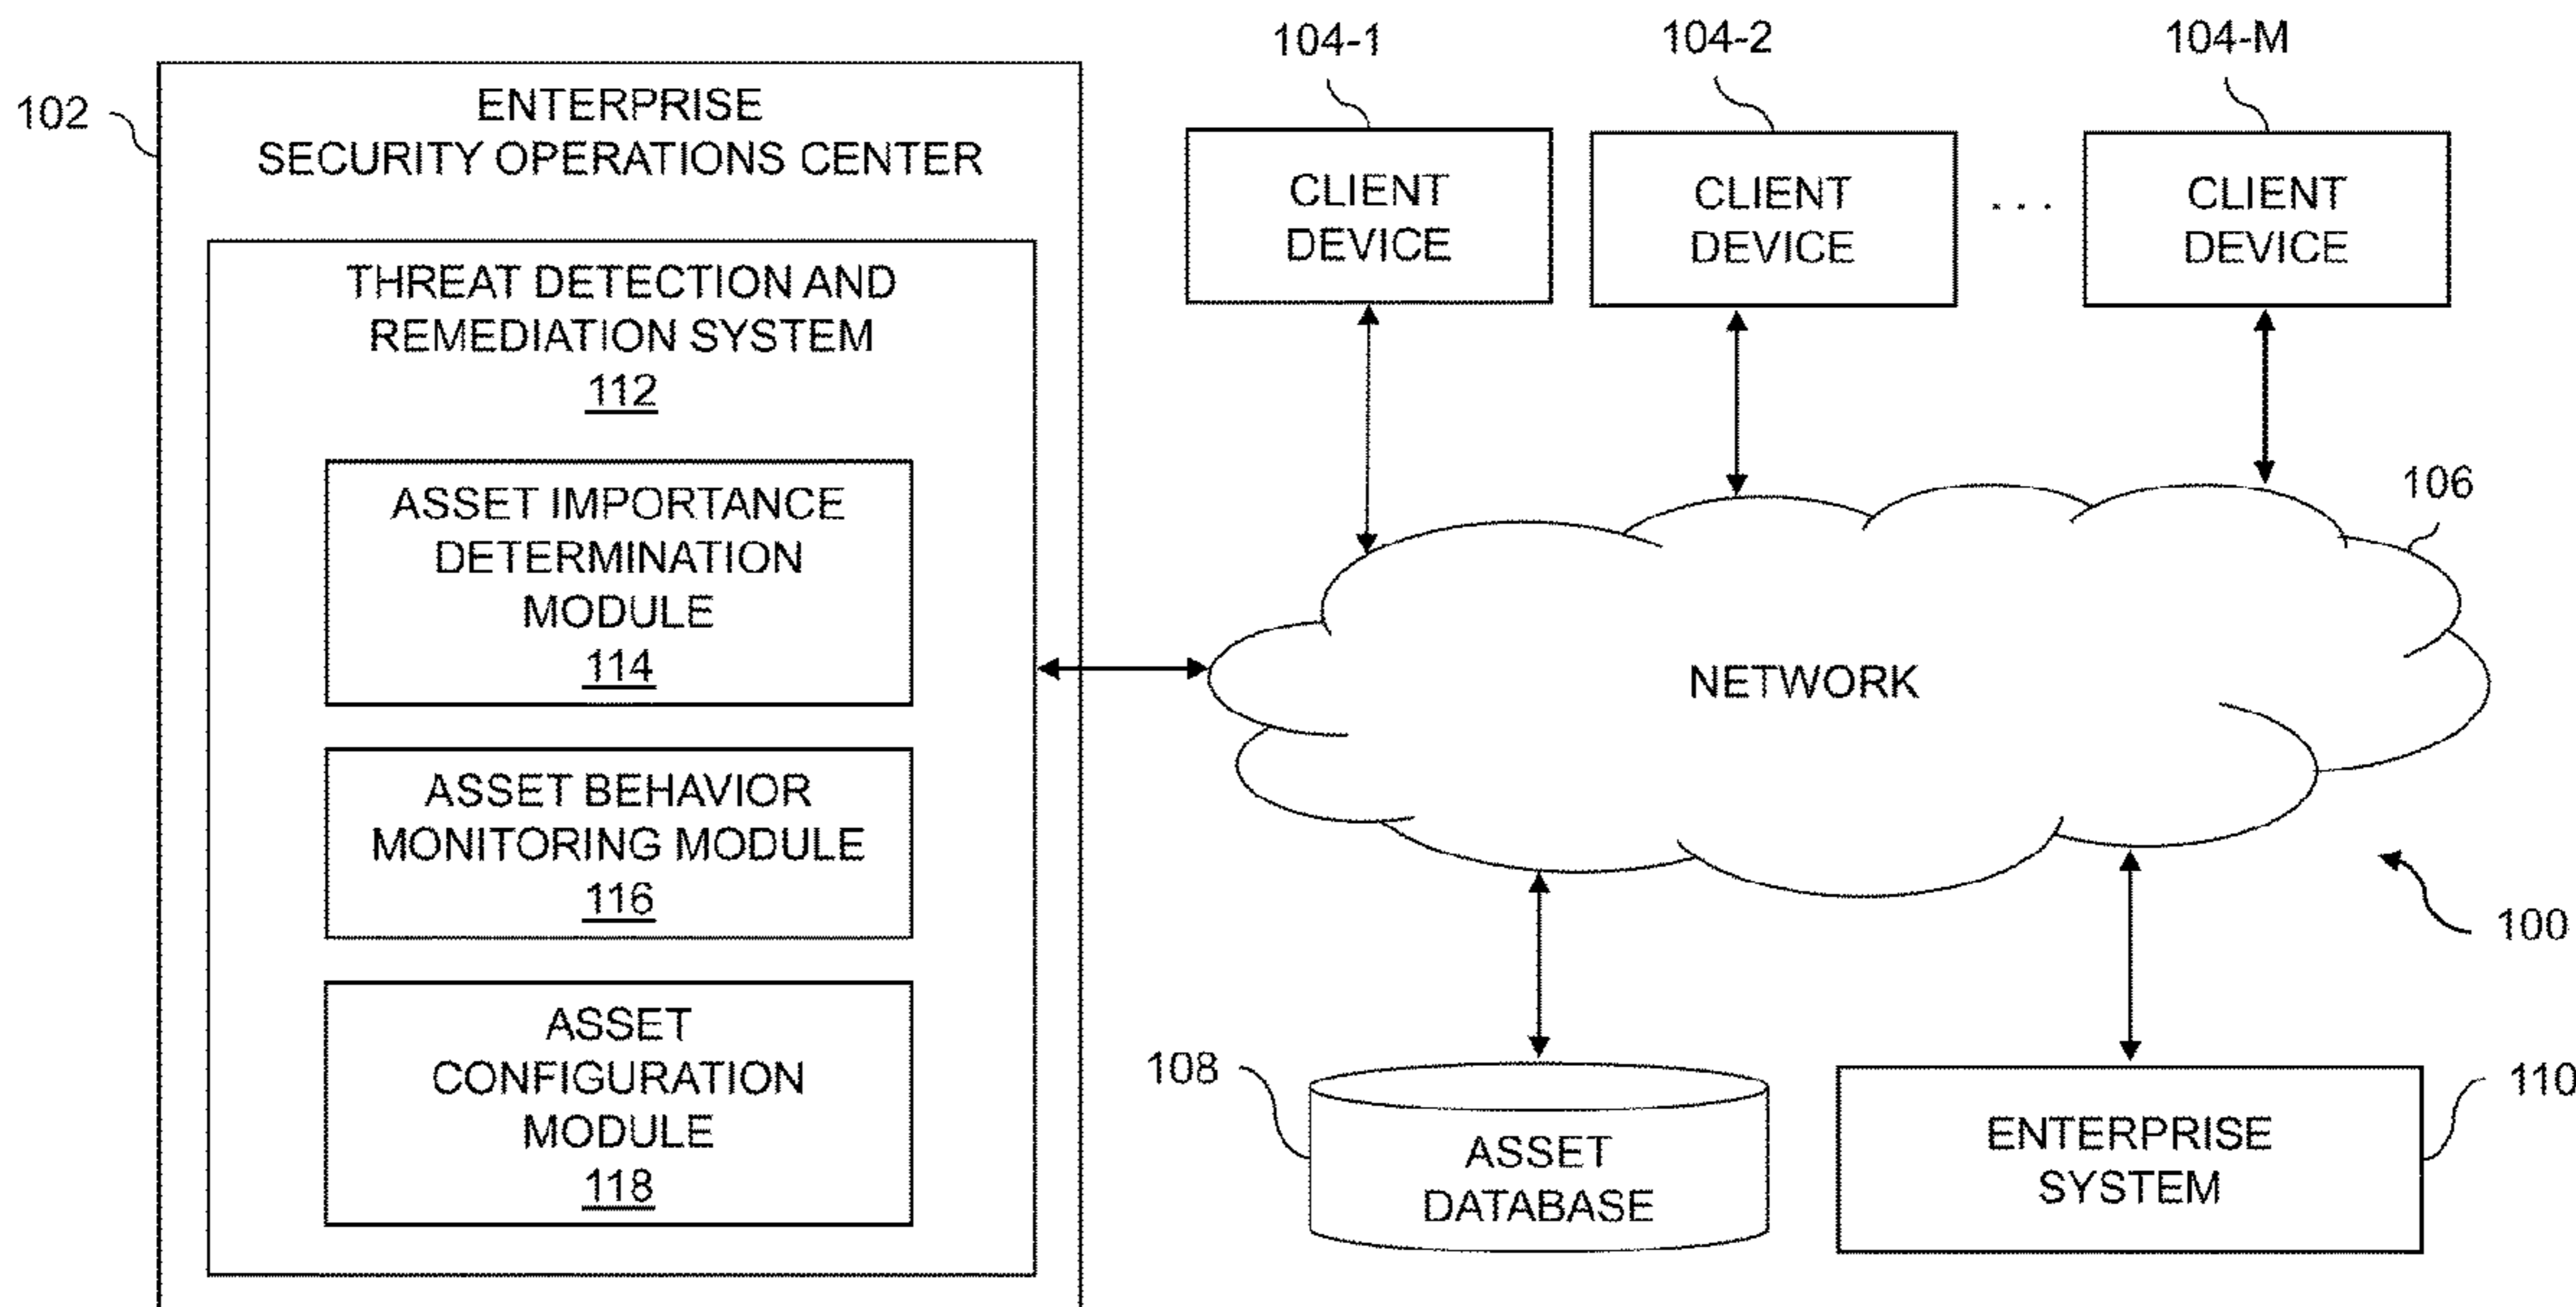 102
ENTERPRISE
SECURITY OPERATIONS CENTER
THREAT DETECTION AND
REMEDIATION SYSTEM
112
ASSET IMPORTANCE
DETERMINATION
MODULE
114
ASSET BEHAVIOR
MONITORING MODULE
116
ASSET
CONFIGURATION
MODULE
118
104-1
CLIENT
DEVICE
104-2
CLIENT
DEVICE
. . .
104-M
CLIENT
DEVICE
106
NETWORK
100
108
ASSET
DATABASE
110
ENTERPRISE
SYSTEM